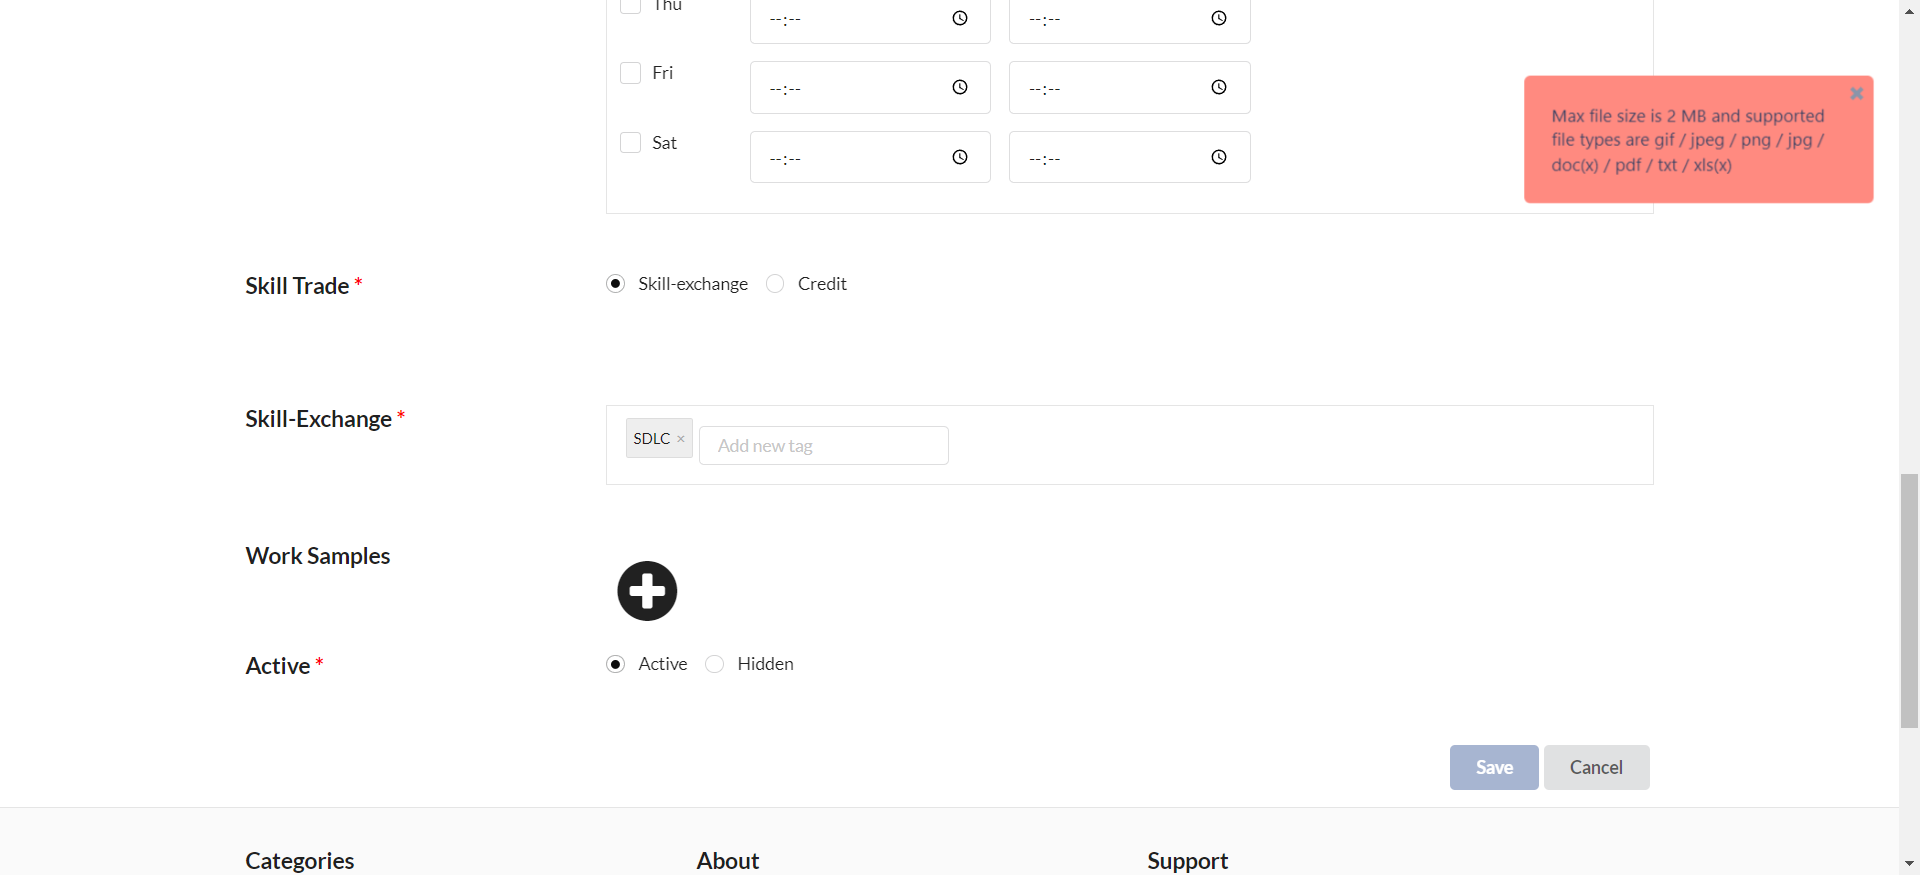 Thu
--:--
--:--
Fri
--:--
--:--
Sat
--:--
--:--
Max file size is 2 MB and supported
file types are gif / jpeg / png / jpg /
doc(x) / pdf / txt / xls(x)
Skill Trade *
Skill-exchange
Credit
Skill-Exchange *
SDLC ×
Add new tag
Work Samples
Active *
Active
Hidden
Save
Cancel
Categories
About
Support